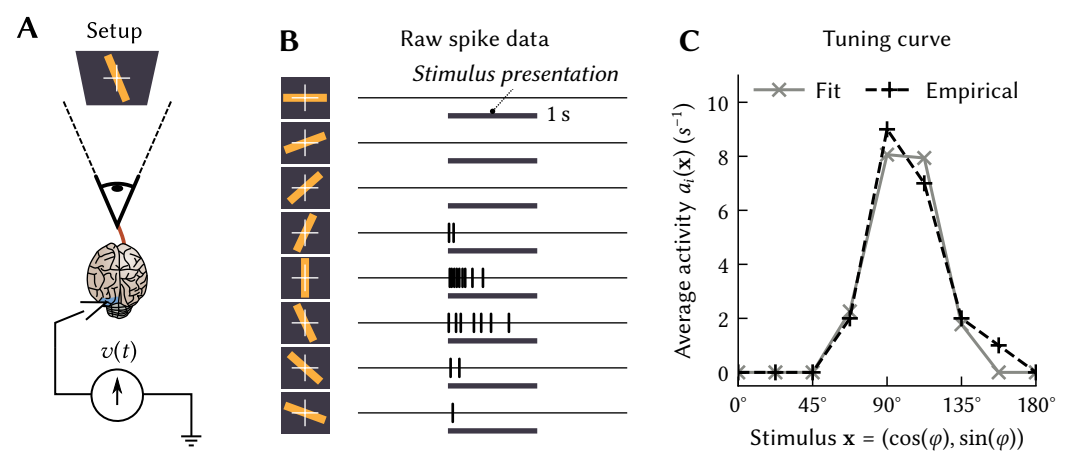 A
Setup
v(t)
B
Raw spike data
Stimulus presentation
1 s
C
Tuning curve
Fit
Empirical
Average activity aᵢ(𝐱) (s⁻¹)
10
8
6
4
2
0
0° 45° 90° 135° 180°
Stimulus 𝐱 = (cos(φ), sin(φ))